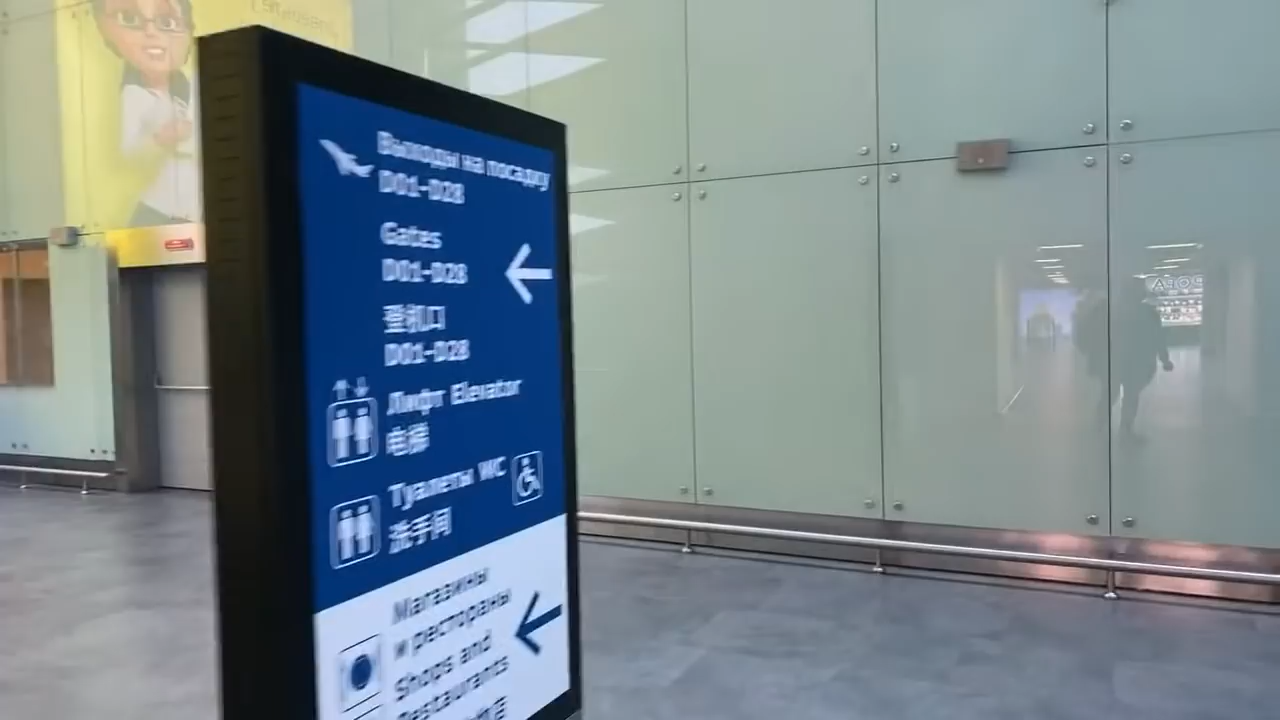 Выходы на посадку
D01-D28
Gates
D01-D28
登机口
D01-D28
Лифт Elevator
电梯
Туалеты WC
洗手间
Магазины
и рестораны
Shops and
Restaurants